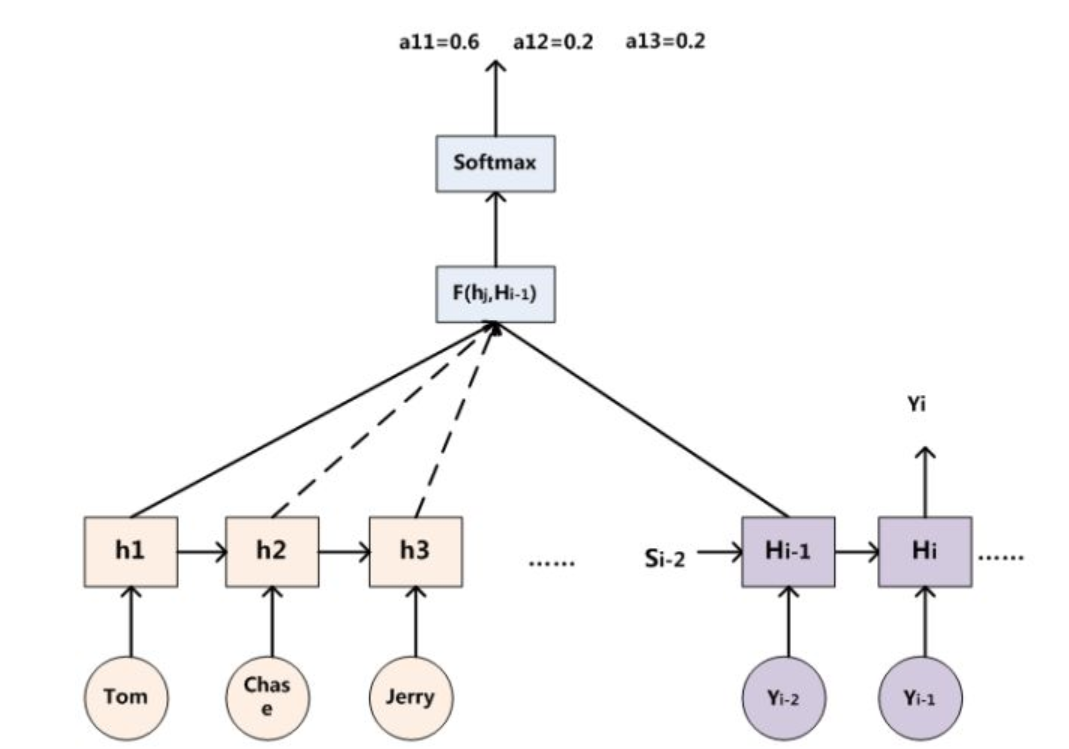 a11=0.6 a12=0.2 a13=0.2
Softmax
F(hj,Hi-1)
Yi
h1 h2 h3 ...... Si-2 Hi-1 Hi ......
Tom Chas
e Jerry Yi-2 Yi-1